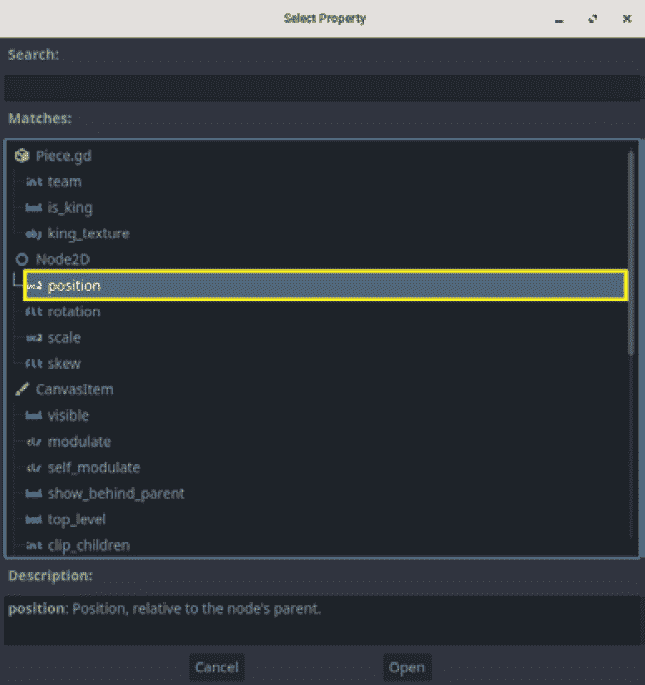 Select Property
Search:
Matches:
Piece.gd
int team
bool is_king
obj king_texture
Node2D
vec2 position
flt rotation
vec2 scale
flt skew
CanvasItem
bool visible
clr modulate
clr self_modulate
bool show_behind_parent
bool top_level
int clip_children
Description:
position: Position, relative to the node's parent.
Cancel Open